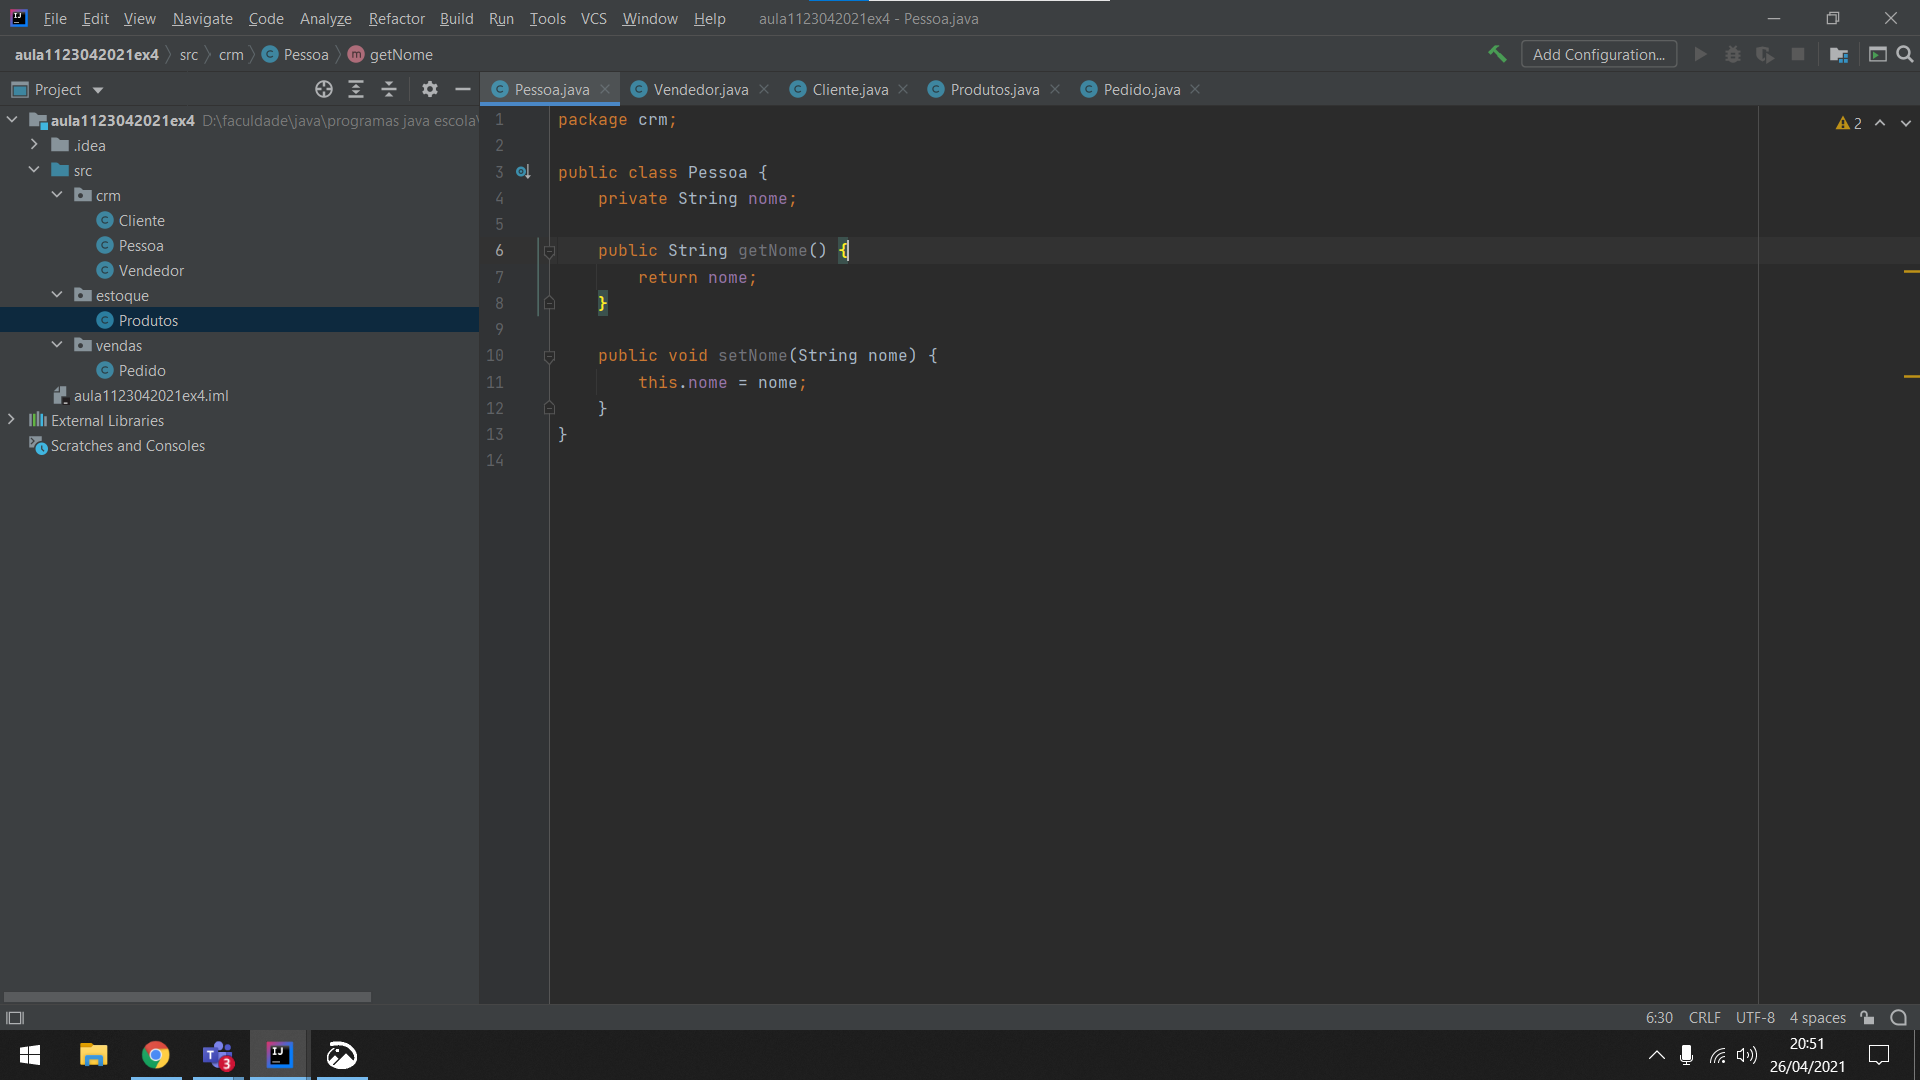 File Edit View Navigate Code Analyze Refactor Build Run Tools VCS Window Help aula1123042021ex4 - Pessoa.java
aula1123042021ex4 src crm Pessoa getNome Add Configuration...
Project
Pessoa.java Vendedor.java Cliente.java Produtos.java Pedido.java
aula1123042021ex4 D:\faculdade\java\programas java escola\
.idea
src
crm
Cliente
Pessoa
Vendedor
estoque
Produtos
vendas
Pedido
aula1123042021ex4.iml
External Libraries
Scratches and Consoles
1 package crm;
2
3 public class Pessoa {
4 private String nome;
5
6 public String getNome() {
7 return nome;
8 }
9
10 public void setNome(String nome) {
11 this.nome = nome;
12 }
13 }
14
2
6:30 CRLF UTF-8 4 spaces
3
20:51
26/04/2021